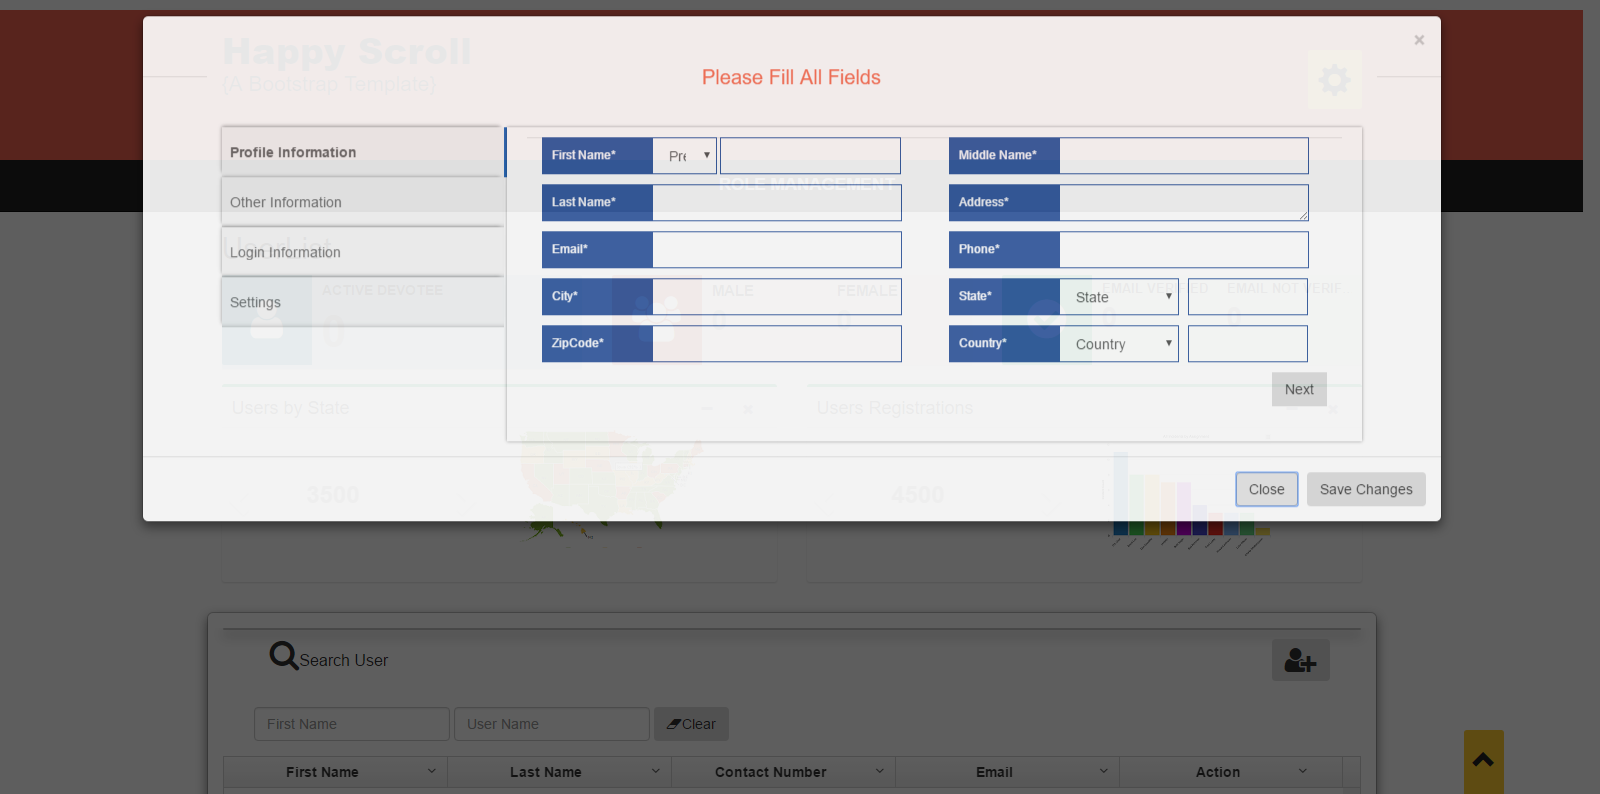 Happy Scroll
(A Bootstrap Template)
×
Please Fill All Fields
Profile Information
Other Information
Login Information
Settings
First Name*
Pre
Middle Name*
ROLE MANAGEMENT
Last Name*
Address*
Email*
Phone*
ACTIVE DEVOTEE
0
MALE
0
FEMALE
0
EMAIL VERIFIED
0
EMAIL NOT VERIF
0
City*
State*
State
ZipCode*
Country*
Country
Next
Users by State
Users Registrations
3500
4500
Close
Save Changes
Search User
First Name
User Name
Clear
First Name
Last Name
Contact Number
Email
Action